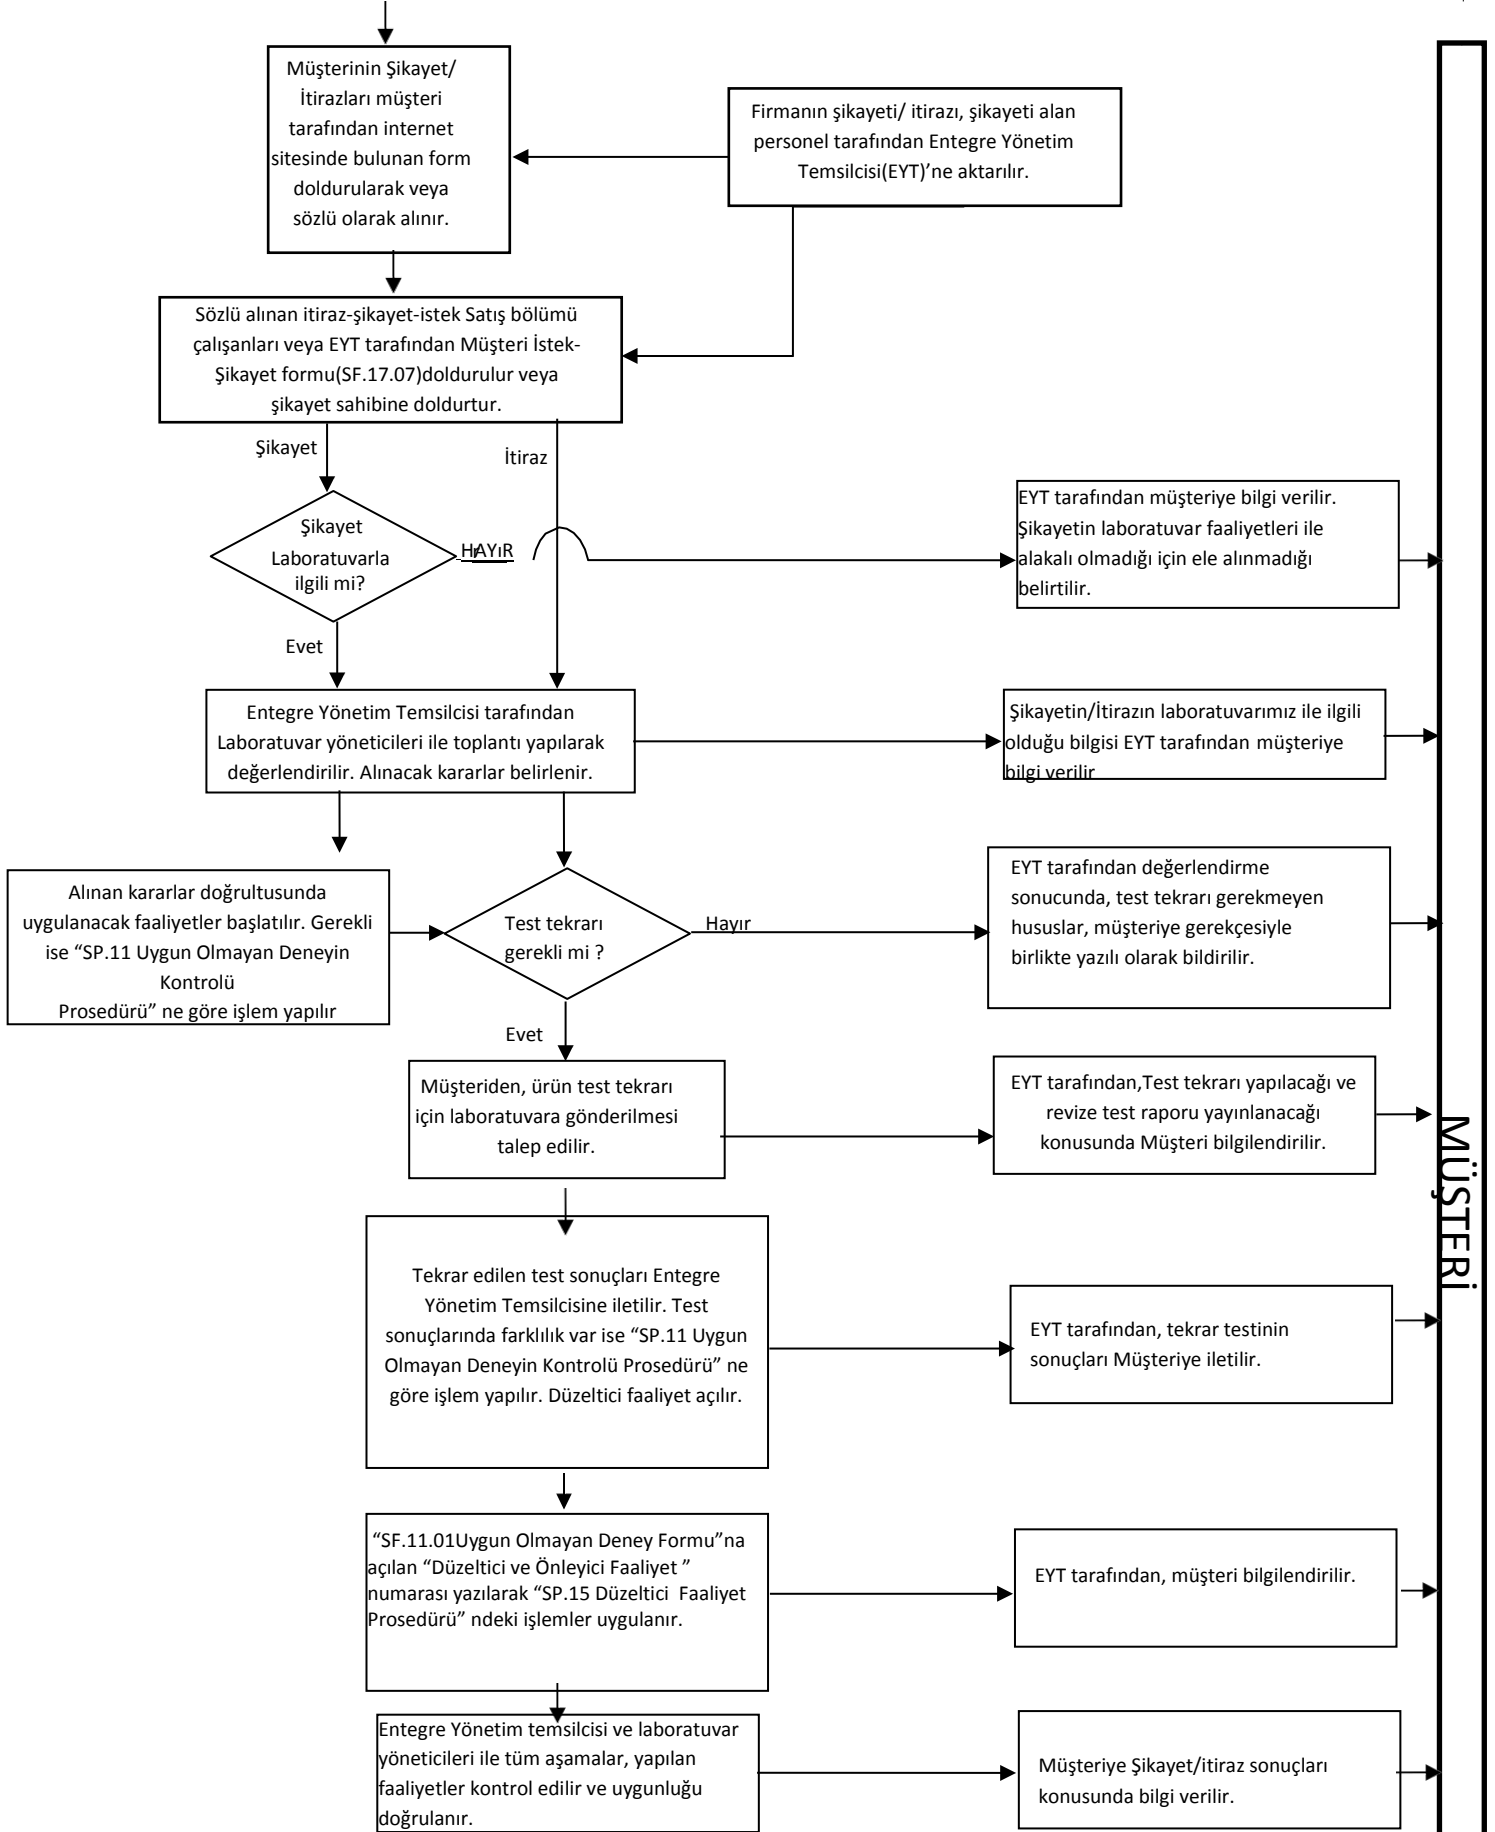 Müşterinin Şikayet/
İtirazları müşteri
tarafından internet
sitesinde bulunan form
doldurularak veya
sözlü olarak alınır.
Firmanın şikayeti/ itirazı, şikayeti alan
personel tarafından Entegre Yönetim
Temsilcisi(EYT)’ne aktarılır.
Sözlü alınan itiraz-şikayet-istek Satış bölümü
çalışanları veya EYT tarafından Müşteri İstek-
Şikayet formu(SF.17.07)doldurulur veya
şikayet sahibine doldurtur.
Şikayet
İtiraz
Şikayet
Laboratuvarla
ilgili mi?
HAYıR
EYT tarafından müşteriye bilgi verilir.
Şikayetin laboratuvar faaliyetleri ile
alakalı olmadığı için ele alınmadığı
belirtilir.
Evet
Entegre Yönetim Temsilcisi tarafından
Laboratuvar yöneticileri ile toplantı yapılarak
değerlendirilir. Alınacak kararlar belirlenir.
Şikayetin/İtirazın laboratuvarımız ile ilgili
olduğu bilgisi EYT tarafından müşteriye
bilgi verilir
Alınan kararlar doğrultusunda
uygulanacak faaliyetler başlatılır. Gerekli
ise “SP.11 Uygun Olmayan Deneyin
Kontrolü
Prosedürü” ne göre işlem yapılır
Test tekrarı
gerekli mi ?
Hayır
EYT tarafından değerlendirme
sonucunda, test tekrarı gerekmeyen
hususlar, müşteriye gerekçesiyle
birlikte yazılı olarak bildirilir.
Evet
Müşteriden, ürün test tekrarı
için laboratuvara gönderilmesi
talep edilir.
EYT tarafından,Test tekrarı yapılacağı ve
revize test raporu yayınlanacağı
konusunda Müşteri bilgilendirilir.
MÜŞTERİ
Tekrar edilen test sonuçları Entegre
Yönetim Temsilcisine iletilir. Test
sonuçlarında farklılık var ise “SP.11 Uygun
Olmayan Deneyin Kontrolü Prosedürü” ne
göre işlem yapılır. Düzeltici faaliyet açılır.
EYT tarafından, tekrar testinin
sonuçları Müşteriye iletilir.
“SF.11.01Uygun Olmayan Deney Formu”na
açılan “Düzeltici ve Önleyici Faaliyet ”
numarası yazılarak “SP.15 Düzeltici Faaliyet
Prosedürü” ndeki işlemler uygulanır.
EYT tarafından, müşteri bilgilendirilir.
Entegre Yönetim temsilcisi ve laboratuvar
yöneticileri ile tüm aşamalar, yapılan
faaliyetler kontrol edilir ve uygunluğu
doğrulanır.
Müşteriye Şikayet/itiraz sonuçları
konusunda bilgi verilir.